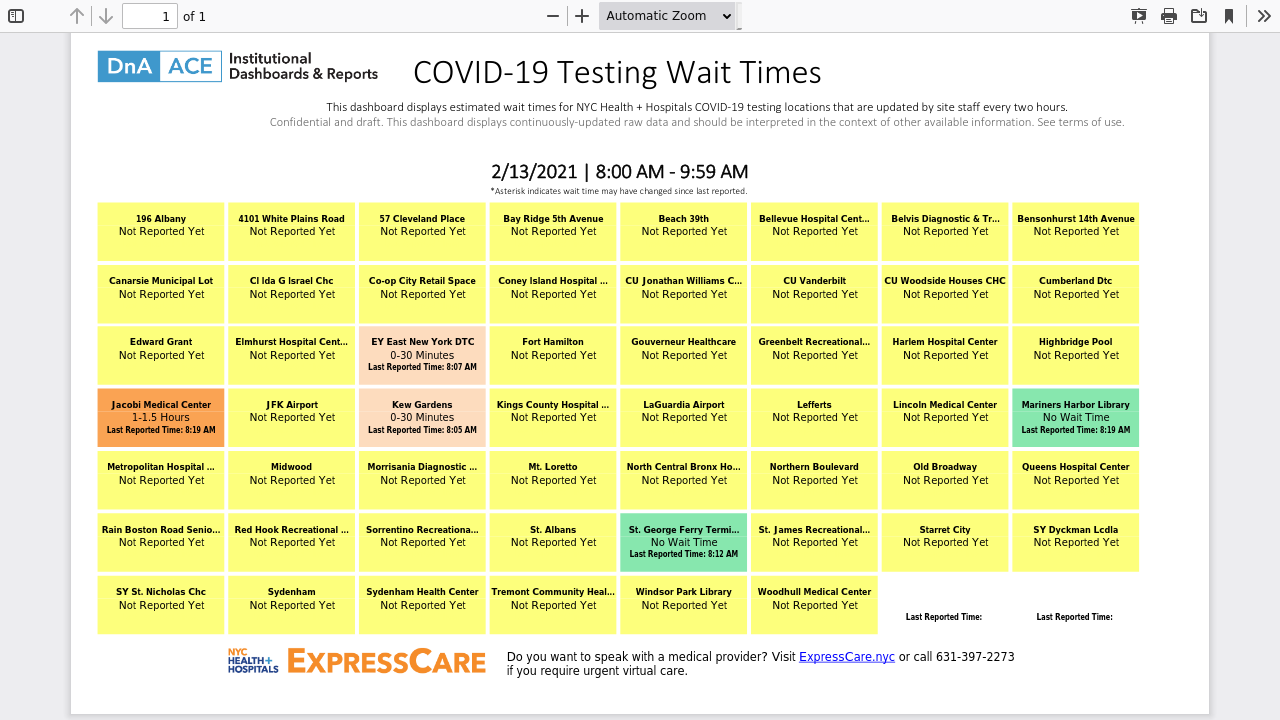 1 of 1 Automatic Zoom
DnA ACE Institutional
Dashboards & Reports
COVID-19 Testing Wait Times
This dashboard displays estimated wait times for NYC Health + Hospitals COVID-19 testing locations that are updated by site staff every two hours.
Confidential and draft. This dashboard displays continuously-updated raw data and should be interpreted in the context of other available information. See terms of use.
2/13/2021 | 8:00 AM - 9:59 AM
*Asterisk indicates wait time may have changed since last reported.
196 Albany
Not Reported Yet
4101 White Plains Road
Not Reported Yet
57 Cleveland Place
Not Reported Yet
Bay Ridge 5th Avenue
Not Reported Yet
Beach 39th
Not Reported Yet
Bellevue Hospital Cent...
Not Reported Yet
Belvis Diagnostic & Tr...
Not Reported Yet
Bensonhurst 14th Avenue
Not Reported Yet
Canarsie Municipal Lot
Not Reported Yet
CI Ida G Israel Chc
Not Reported Yet
Co-op City Retail Space
Not Reported Yet
Coney Island Hospital ...
Not Reported Yet
CU Jonathan Williams C...
Not Reported Yet
CU Vanderbilt
Not Reported Yet
CU Woodside Houses CHC
Not Reported Yet
Cumberland Dtc
Not Reported Yet
Edward Grant
Not Reported Yet
Elmhurst Hospital Cent...
Not Reported Yet
EY East New York DTC
0-30 Minutes
Last Reported Time: 8:07 AM
Fort Hamilton
Not Reported Yet
Gouverneur Healthcare
Not Reported Yet
Greenbelt Recreational...
Not Reported Yet
Harlem Hospital Center
Not Reported Yet
Highbridge Pool
Not Reported Yet
Jacobi Medical Center
1-1.5 Hours
Last Reported Time: 8:19 AM
JFK Airport
Not Reported Yet
Kew Gardens
0-30 Minutes
Last Reported Time: 8:05 AM
Kings County Hospital ...
Not Reported Yet
LaGuardia Airport
Not Reported Yet
Lefferts
Not Reported Yet
Lincoln Medical Center
Not Reported Yet
Mariners Harbor Library
No Wait Time
Last Reported Time: 8:19 AM
Metropolitan Hospital ...
Not Reported Yet
Midwood
Not Reported Yet
Morrisania Diagnostic ...
Not Reported Yet
Mt. Loretto
Not Reported Yet
North Central Bronx Ho...
Not Reported Yet
Northern Boulevard
Not Reported Yet
Old Broadway
Not Reported Yet
Queens Hospital Center
Not Reported Yet
Rain Boston Road Senio...
Not Reported Yet
Red Hook Recreational ...
Not Reported Yet
Sorrentino Recreationa...
Not Reported Yet
St. Albans
Not Reported Yet
St. George Ferry Termi...
No Wait Time
Last Reported Time: 8:12 AM
St. James Recreational...
Not Reported Yet
Starret City
Not Reported Yet
SY Dyckman Lcdla
Not Reported Yet
SY St. Nicholas Chc
Not Reported Yet
Sydenham
Not Reported Yet
Sydenham Health Center
Not Reported Yet
Tremont Community Heal...
Not Reported Yet
Windsor Park Library
Not Reported Yet
Woodhull Medical Center
Not Reported Yet
Last Reported Time:
Last Reported Time:
NYC
HEALTH+
HOSPITALS
EXPRESSCARE
Do you want to speak with a medical provider? Visit ExpressCare.nyc or call 631-397-2273
if you require urgent virtual care.